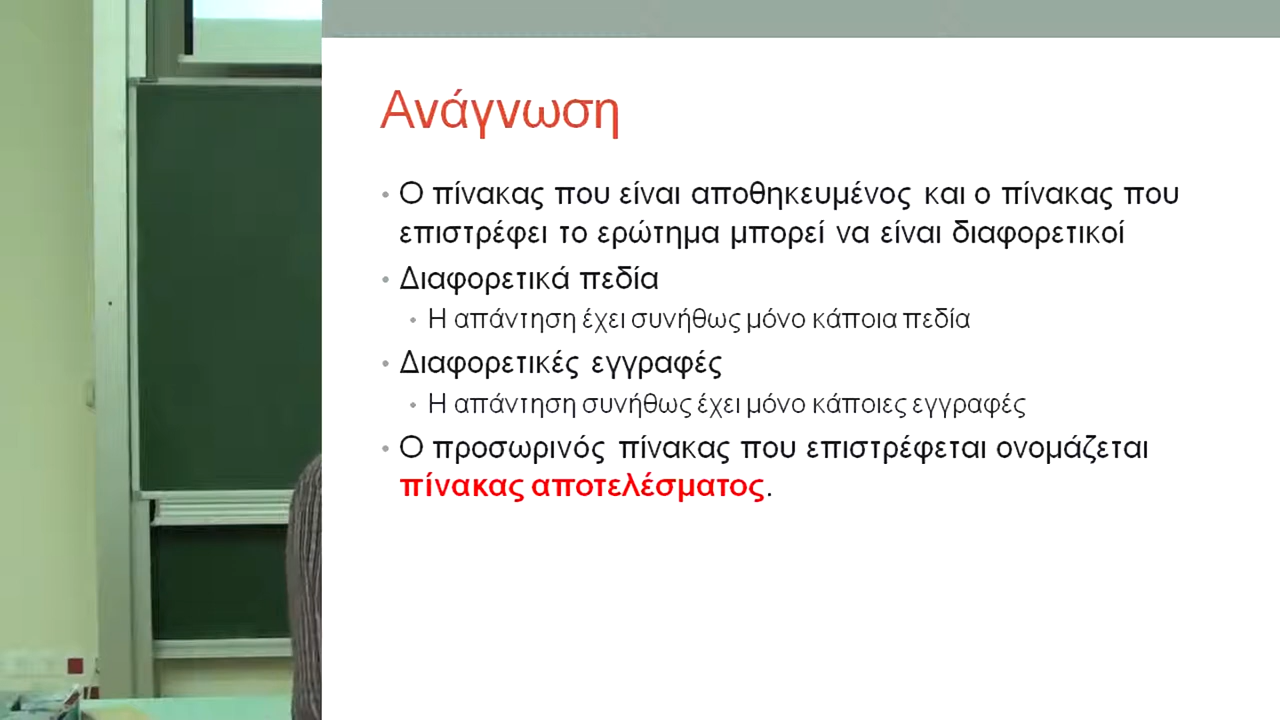 Ανάγνωση
• Ο πίνακας που είναι αποθηκευμένος και ο πίνακας που
επιστρέφει το ερώτημα μπορεί να είναι διαφορετικοί
• Διαφορετικά πεδία
• Η απάντηση έχει συνήθως μόνο κάποια πεδία
• Διαφορετικές εγγραφές
• Η απάντηση συνήθως έχει μόνο κάποιες εγγραφές
• Ο προσωρινός πίνακας που επιστρέφεται ονομάζεται
πίνακας αποτελέσματος.